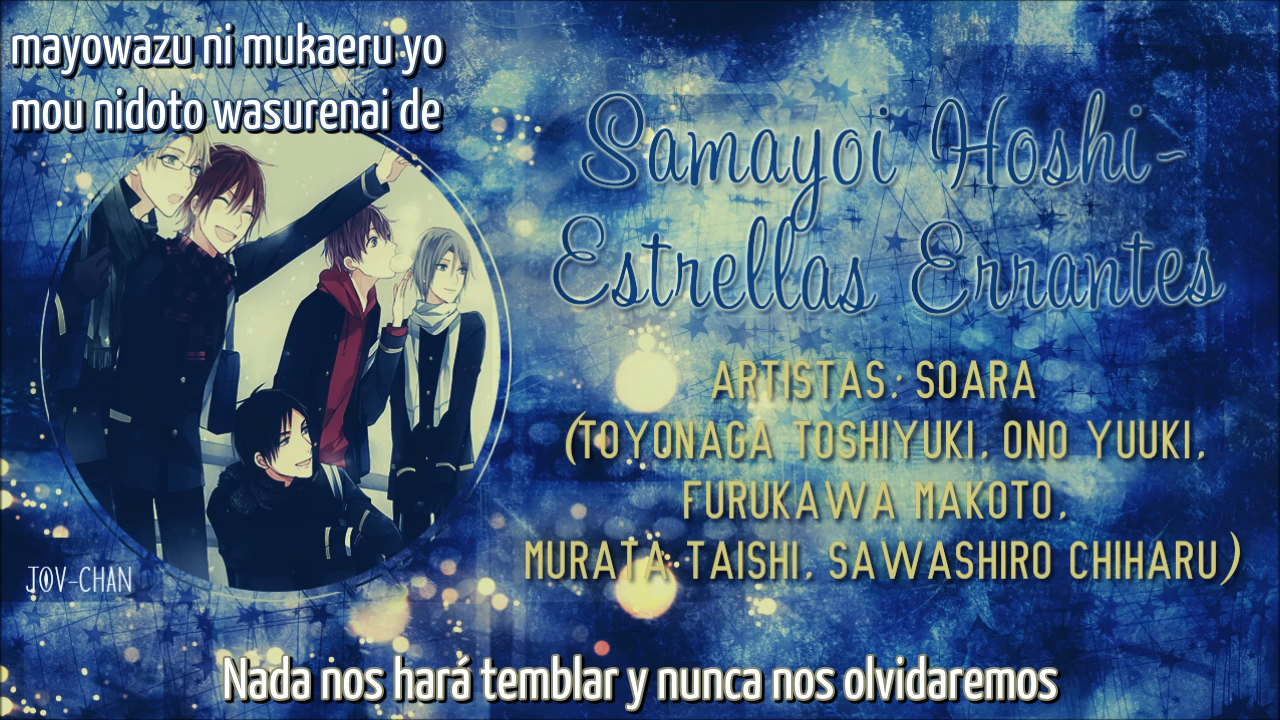 mayowazu ni mukaeru yo
mou nidoto wasurenai de
Samayoi Hoshi-
Estrellas Errantes
ARTISTAS: SOARA
(TOYONAGA TOSHIYUKI, ONO YUUKI,
FURUKAWA MAKOTO,
MURATA TAISHI, SAWASHIRO CHIHARU)
JOV-CHAN
Nada nos hará temblar y nunca nos olvidaremos